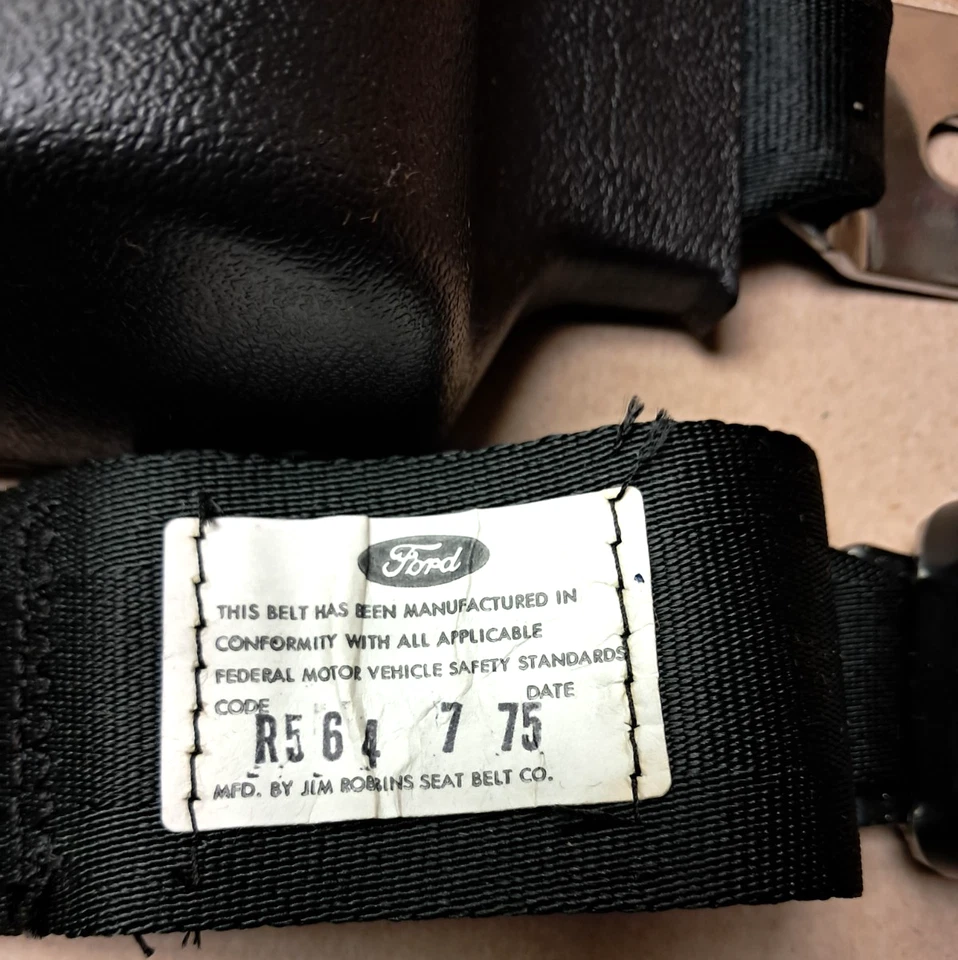 Ford
THIS BELT HAS BEEN MANUFACTURED IN
CONFORMITY WITH ALL APPLICABLE
FEDERAL MOTOR VEHICLE SAFETY STANDARDS
CODE DATE
R564 7 75
MFD. BY JIM ROBBINS SEAT BELT CO.